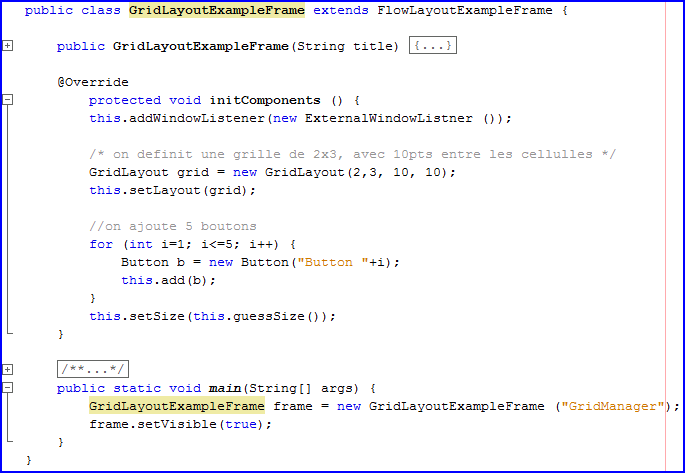 public class GridLayoutExampleFrame extends FlowLayoutExampleFrame {
public GridLayoutExampleFrame(String title) {...}
@Override
protected void initComponents () {
this.addWindowListener(new ExternalWindowListner ());
/* on definit une grille de 2x3, avec 10pts entre les cellulles */
GridLayout grid = new GridLayout(2,3, 10, 10);
this.setLayout(grid);
//on ajoute 5 boutons
for (int i=1; i<=5; i++) {
Button b = new Button("Button "+i);
this.add(b);
}
this.setSize(this.guessSize());
}
/**...*/
public static void main(String[] args) {
GridLayoutExampleFrame frame = new GridLayoutExampleFrame ("GridManager");
frame.setVisible(true);
}
}